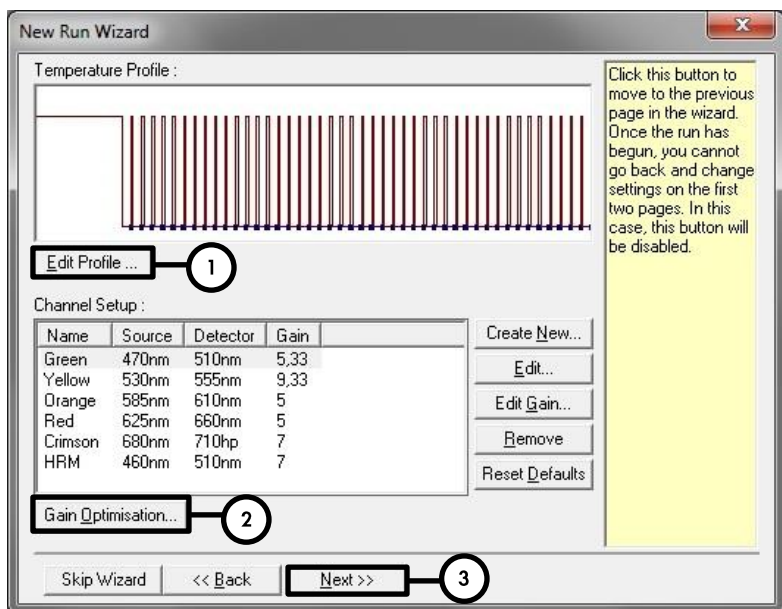 New Run Wizard
Temperature Profile :
Edit Profile ...
1
Channel Setup :
Name Source Detector Gain
Green 470nm 510nm 5,33
Yellow 530nm 555nm 9,33
Orange 585nm 610nm 5
Red 625nm 660nm 5
Crimson 680nm 710hp 7
HRM 460nm 510nm 7
Create New...
Edit...
Edit Gain...
Remove
Reset Defaults
Gain Optimisation...
2
Skip Wizard
<< Back
Next >>
3
Click this button to
move to the previous
page in the wizard.
Once the run has
begun, you cannot
go back and change
settings on the first
two pages. In this
case, this button will
be disabled.